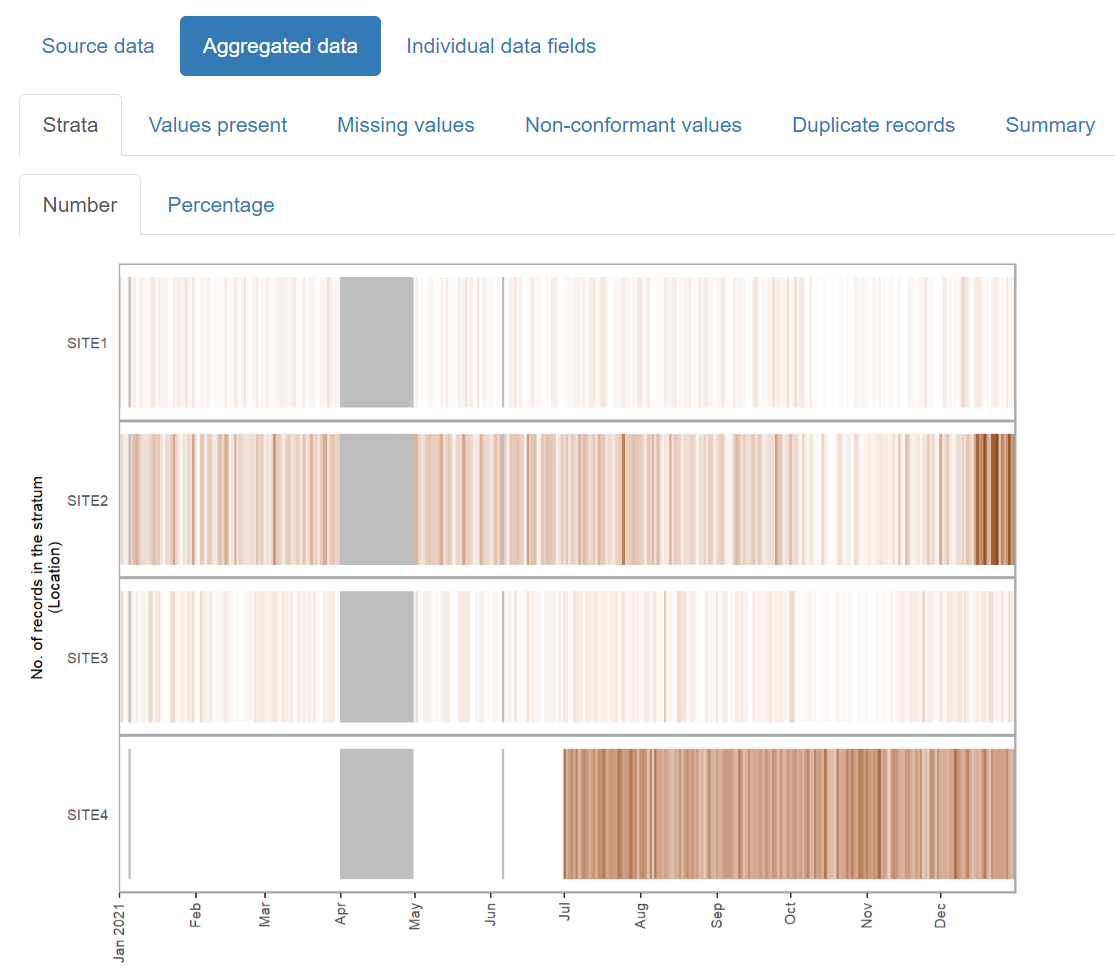 Source data Aggregated data Individual data fields
Strata Values present Missing values Non-conformant values Duplicate records Summary
Number Percentage
No. of records in the stratum
(Location)
SITE1
SITE2
SITE3
SITE4
Jan 2021 Feb Mar Apr May Jun Jul Aug Sep Oct Nov Dec